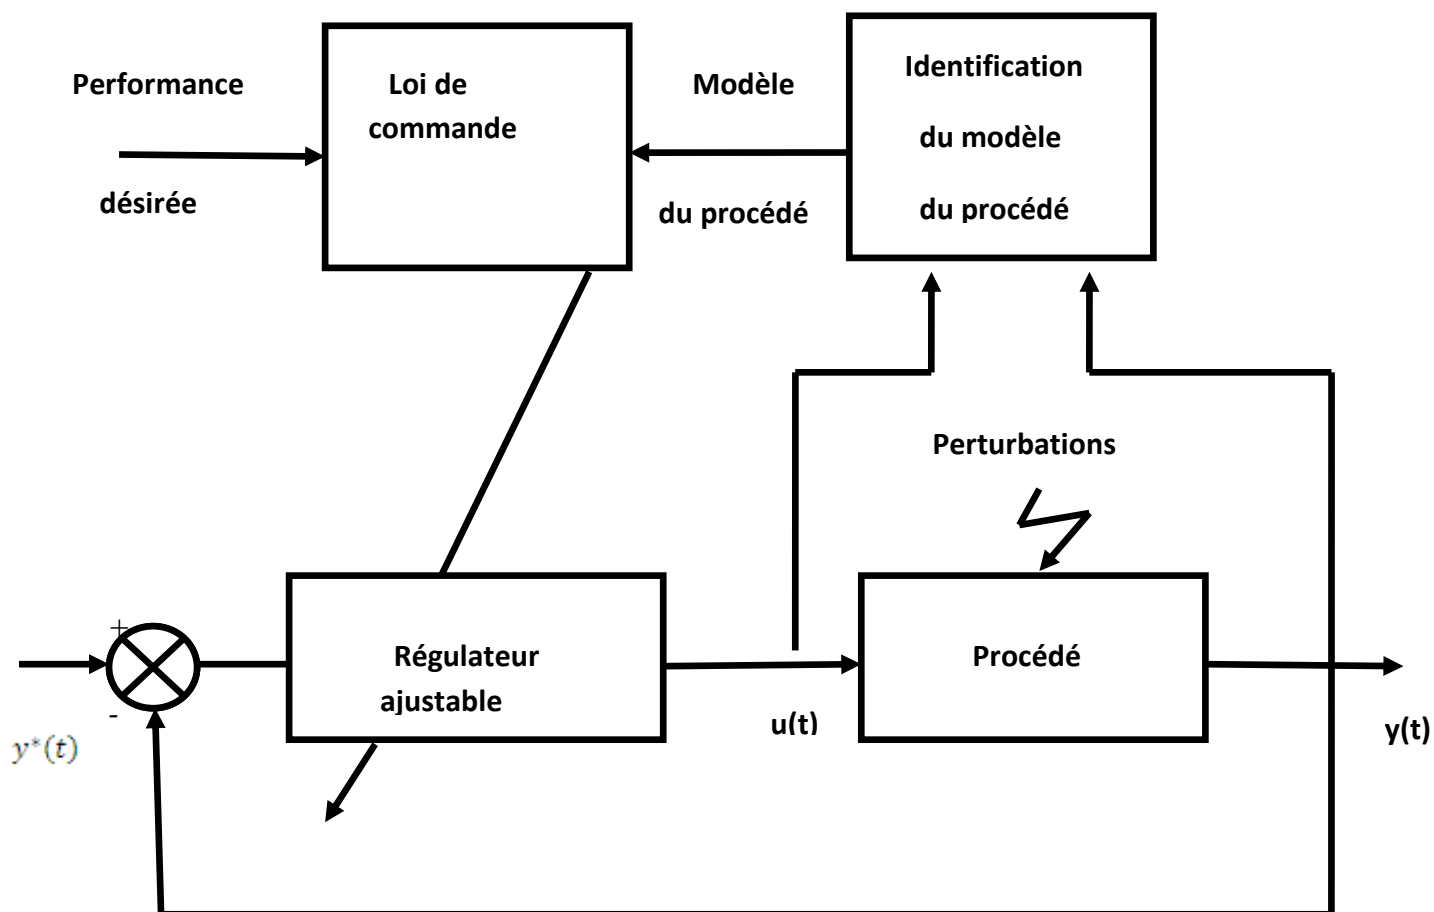 Performance
désirée
Loi de
commande
Modèle
du procédé
Identification
du modèle
du procédé
Perturbations
+
-
y*(t)
Régulateur
ajustable
u(t)
Procédé
y(t)